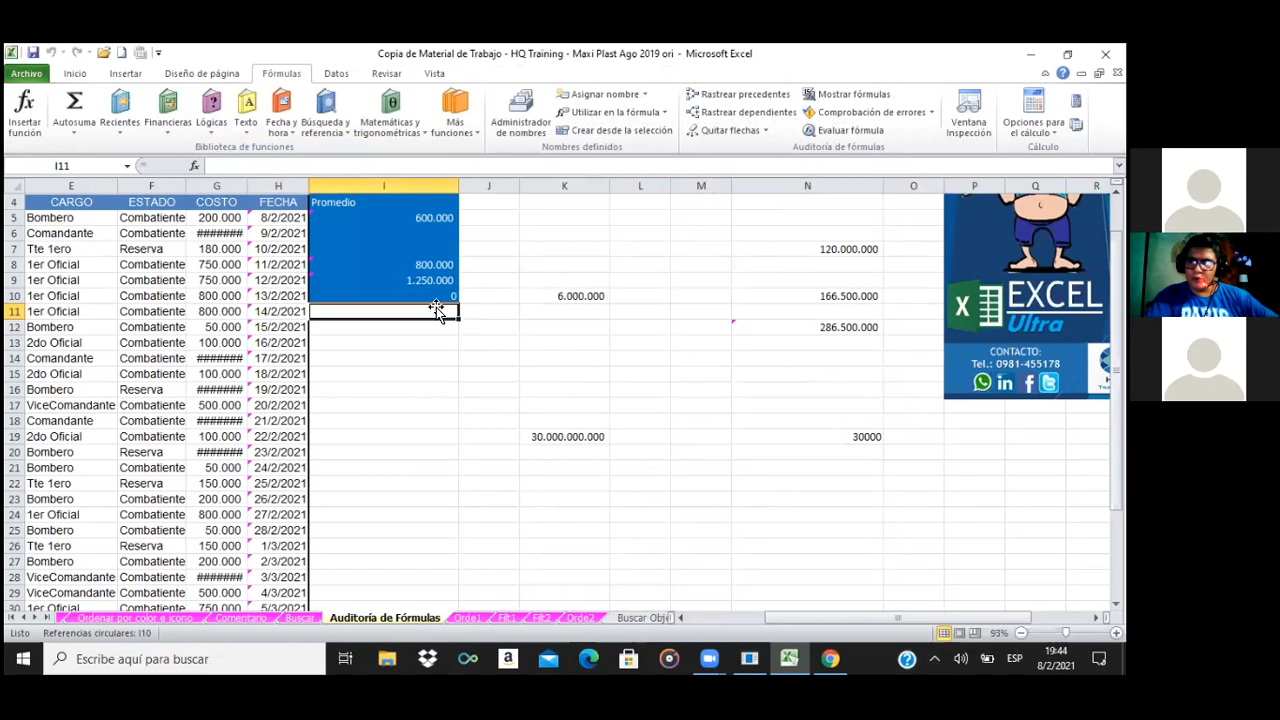 Copia de Material de Trabajo - HQ Training - Maxi Plast Ago 2019 ori - Microsoft Excel
Archivo Inicio Insertar Diseño de página Fórmulas Datos Revisar Vista
Insertar función
Autosuma
Recientes
Financieras
Lógicas
Texto
Fecha y hora
Búsqueda y referencia
Matemáticas y trigonométricas
Más funciones
Biblioteca de funciones
Administrador de nombres
Asignar nombre
Utilizar en la fórmula
Crear desde la selección
Nombres definidos
Rastrear precedentes
Rastrear dependientes
Quitar flechas
Mostrar fórmulas
Comprobación de errores
Evaluar fórmula
Auditoría de fórmulas
Ventana Inspección
Opciones para el cálculo
Cálculo
I11 fx
E F G H I J K L M N O P Q R
4 CARGO ESTADO COSTO FECHA Promedio
5 Bombero Combatiente 200.000 8/2/2021 600.000
6 Comandante Combatiente ####### 9/2/2021
7 Tte 1ero Reserva 180.000 10/2/2021 120.000.000
8 1er Oficial Combatiente 750.000 11/2/2021 800.000
9 1er Oficial Combatiente 750.000 12/2/2021 1.250.000
10 1er Oficial Combatiente 800.000 13/2/2021 0 6.000.000 166.500.000
11 1er Oficial Combatiente 800.000 14/2/2021
12 Bombero Combatiente 50.000 15/2/2021 286.500.000
13 2do Oficial Combatiente 100.000 16/2/2021
14 Comandante Combatiente ####### 17/2/2021
15 2do Oficial Combatiente 100.000 18/2/2021
16 Bombero Reserva ####### 19/2/2021
17 ViceComandante Combatiente 500.000 20/2/2021
18 Comandante Combatiente ####### 21/2/2021
19 2do Oficial Combatiente 100.000 22/2/2021 30.000.000.000 30000
20 Bombero Reserva ####### 23/2/2021
21 Bombero Combatiente 50.000 24/2/2021
22 Tte 1ero Reserva 150.000 25/2/2021
23 Bombero Combatiente 200.000 26/2/2021
24 1er Oficial Combatiente 800.000 27/2/2021
25 Bombero Combatiente 50.000 28/2/2021
26 Tte 1ero Reserva 150.000 1/3/2021
27 Bombero Combatiente 200.000 2/3/2021
28 ViceComandante Combatiente ####### 3/3/2021
29 ViceComandante Combatiente 500.000 4/3/2021
30 1er Oficial Combatiente 750.000 5/3/2021
EXCEL
Ultra
CONTACTO:
Tel.: 0981-455178
Ordenar por color e icono Comentario Buscar Auditoría de Fórmulas Orde1 Filt1 Filt2 Orde2 Buscar Obj
Listo Referencias circulares: I10 93%
Escribe aquí para buscar
ESP
19:44
8/2/2021